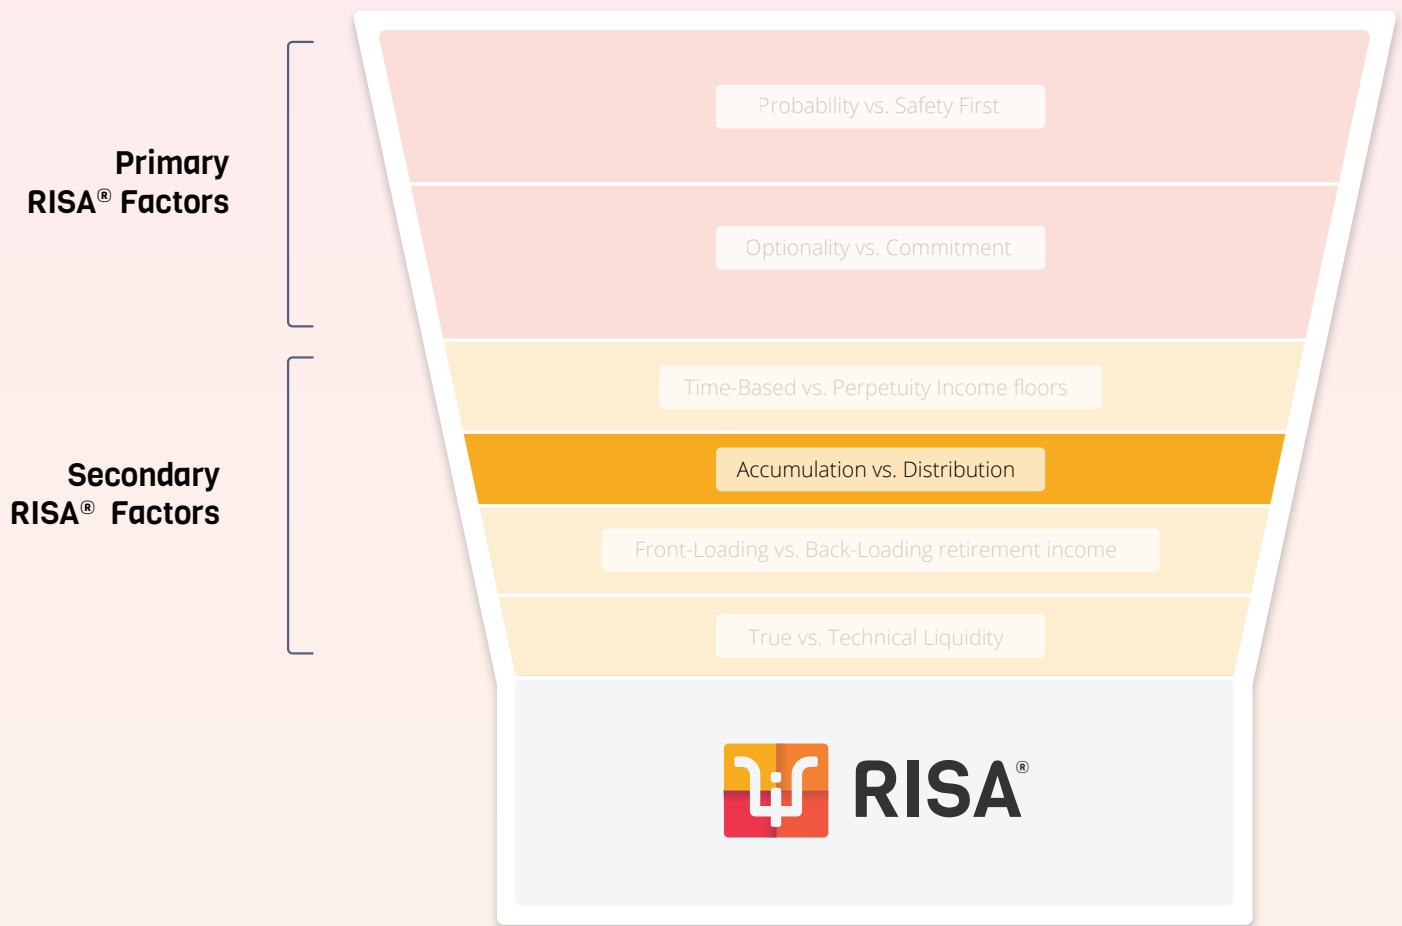 Primary
RISA® Factors
Probability vs. Safety First
Optionality vs. Commitment
Secondary
RISA® Factors
Time-Based vs. Perpetuity Income floors
Accumulation vs. Distribution
Front-Loading vs. Back-Loading retirement income
True vs. Technical Liquidity
RISA®